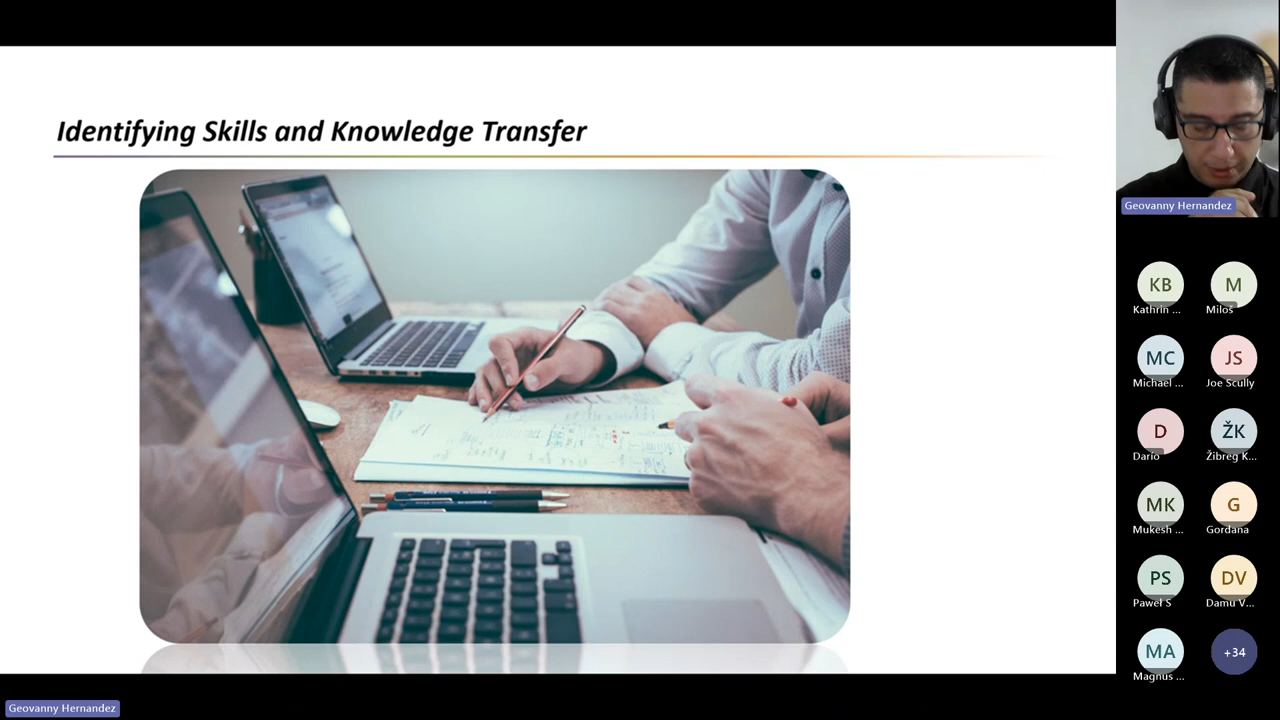 Identifying Skills and Knowledge Transfer
Geovanny Hernandez
KB
M
Kathrin ...
Miloš
MC
JS
Michael ...
Joe Scully
D
ŽK
Dario
Žibreg K...
MK
G
Mukesh ...
Gordana
PS
DV
Paweł S
Damu V...
MA
+34
Magnus ...
Geovanny Hernandez